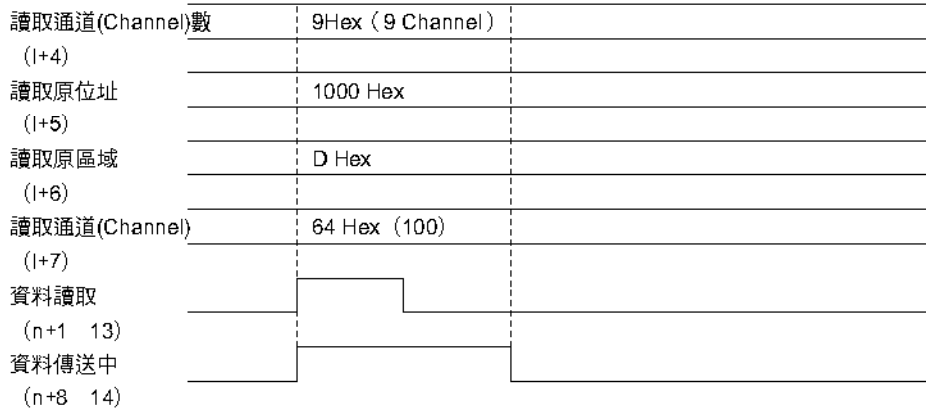 讀取通道(Channel)數 9Hex（9 Channel）
（l+4）
讀取原位址 1000 Hex
（l+5）
讀取原區域 D Hex
（l+6）
讀取通道(Channel) 64 Hex（100）
（l+7）
資料讀取
（n+1 13）
資料傳送中
（n+8 14）